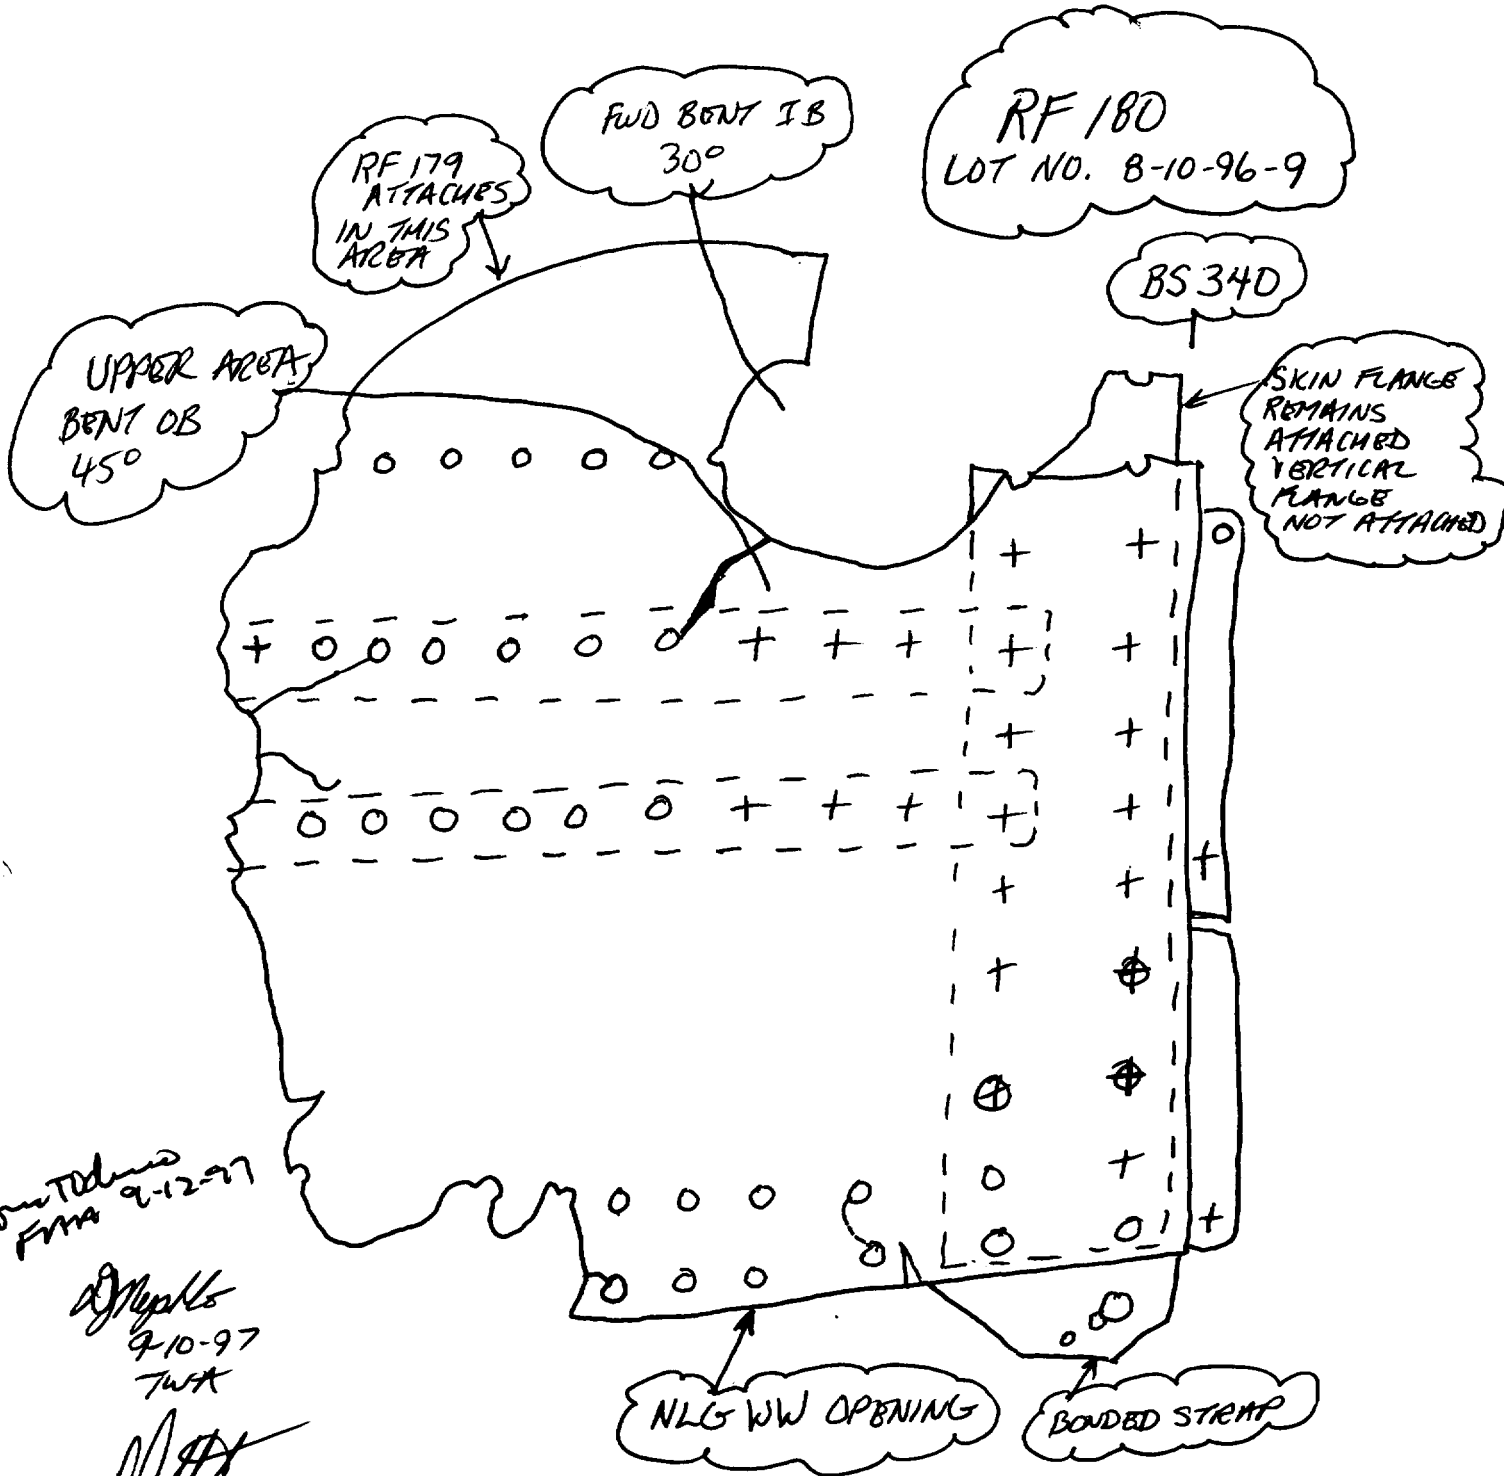 RF 180
LOT NO. 8-10-96-9
FWD BENT IB
30°
RF 179
ATTACHES
IN THIS
AREA
BS 340
UPPER AREA
BENT OB
45°
SKIN FLANGE
REMAINS
ATTACHED
VERTICAL
FLANGE
NOT ATTACHED
9-12-97
9-10-97
TWA
NLG WW OPENING
BONDED STRAP